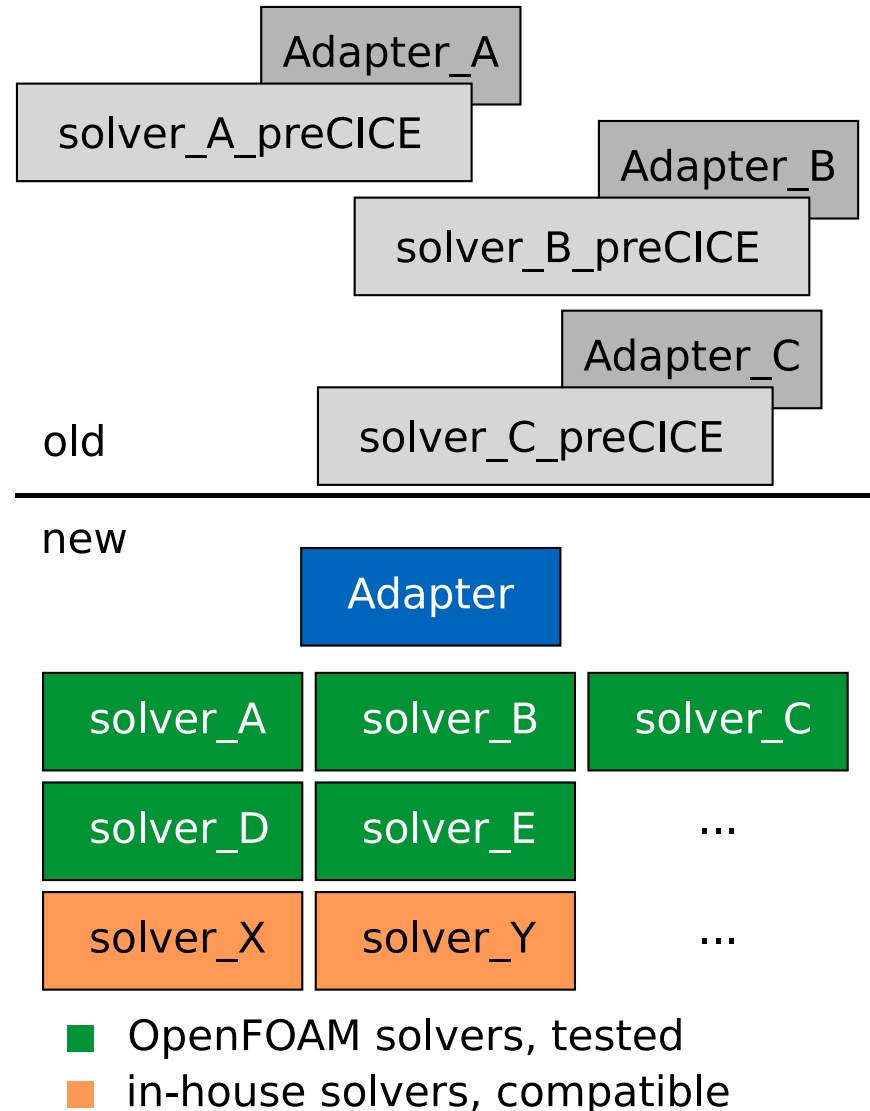 Adapter_A
solver_A_preCICE
Adapter_B
solver_B_preCICE
Adapter_C
solver_C_preCICE
old
new
Adapter
solver_A solver_B solver_C
solver_D solver_E ...
solver_X solver_Y ...
OpenFOAM solvers, tested
in-house solvers, compatible